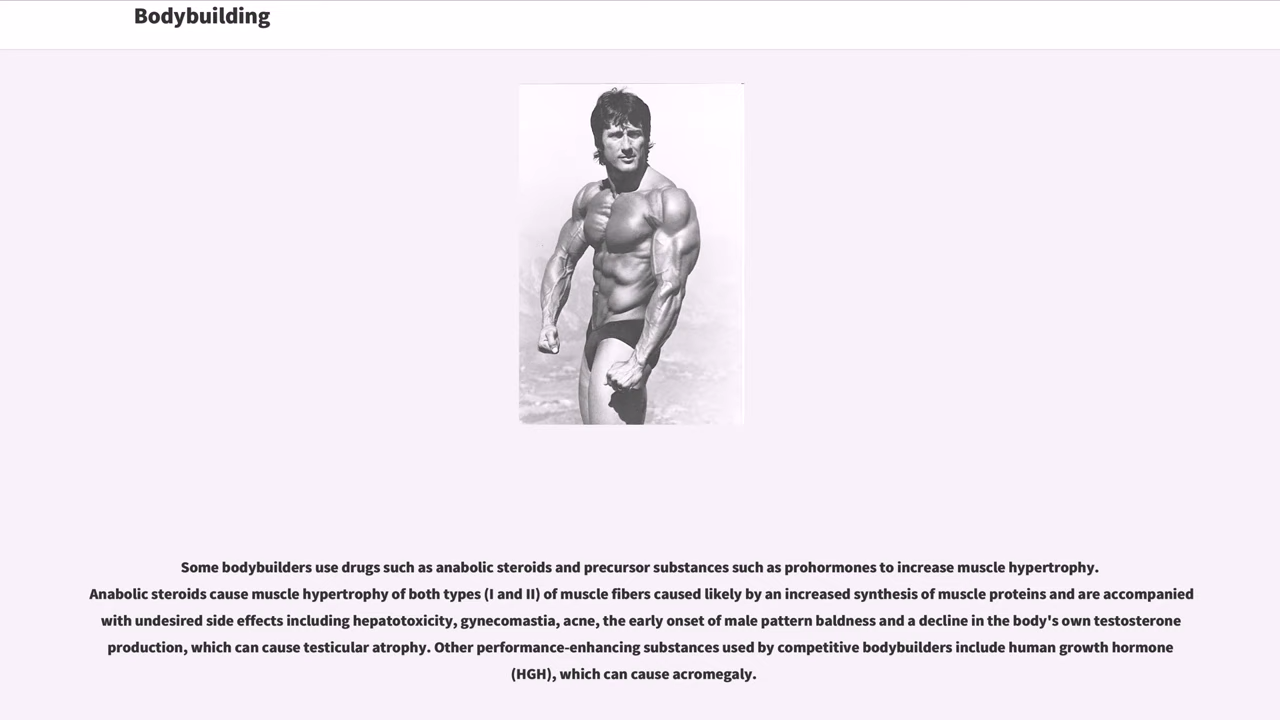 Bodybuilding
Some bodybuilders use drugs such as anabolic steroids and precursor substances such as prohormones to increase muscle hypertrophy.
Anabolic steroids cause muscle hypertrophy of both types (I and II) of muscle fibers caused likely by an increased synthesis of muscle proteins and are accompanied
with undesired side effects including hepatotoxicity, gynecomastia, acne, the early onset of male pattern baldness and a decline in the body's own testosterone
production, which can cause testicular atrophy. Other performance-enhancing substances used by competitive bodybuilders include human growth hormone
(HGH), which can cause acromegaly.